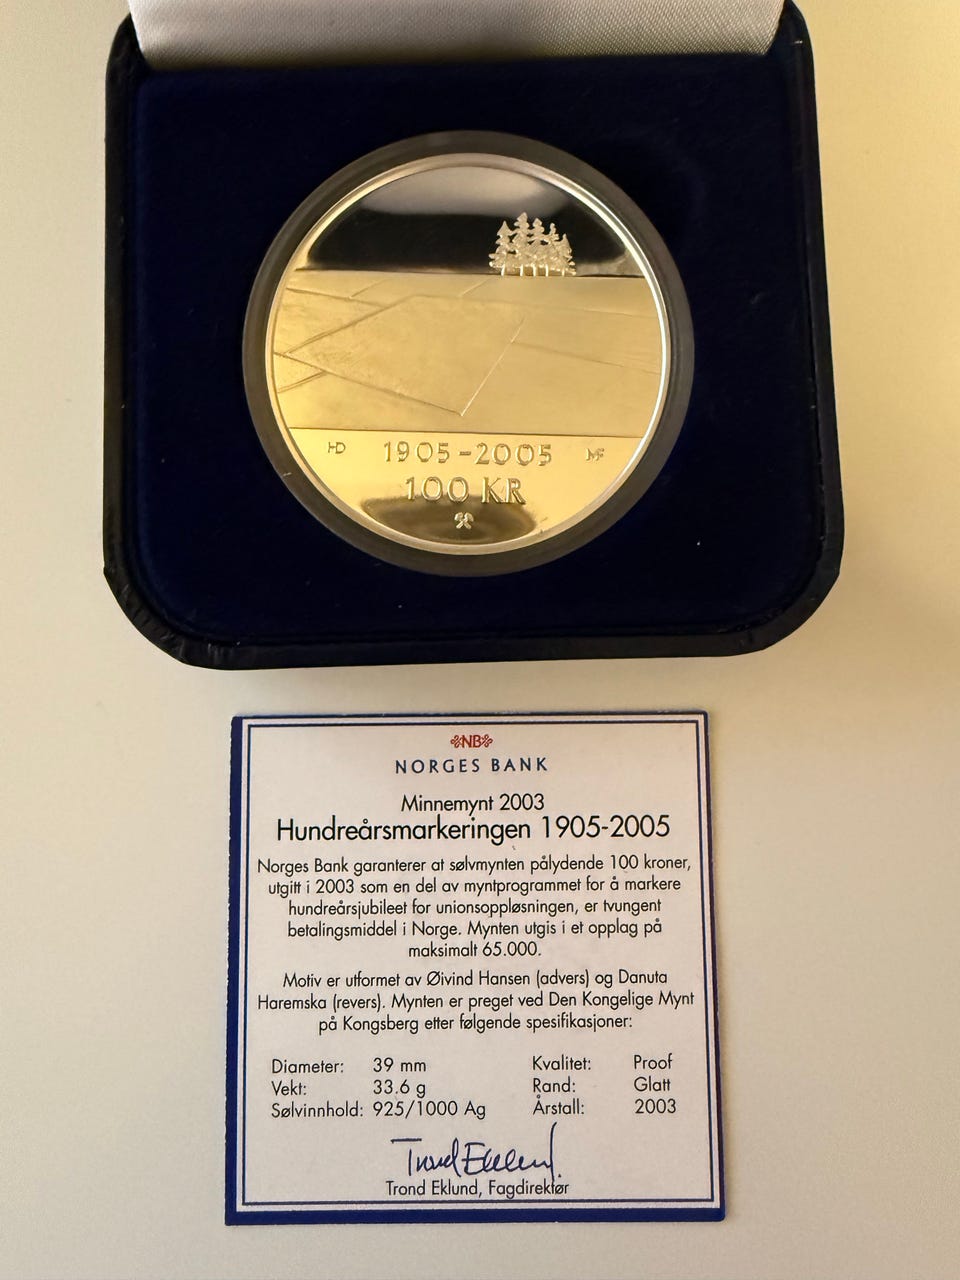 HD 1905-2005 MF
100 KR
NB
NORGES BANK
Minnemynt 2003
Hundreårsmarkeringen 1905-2005
Norges Bank garanterer at sølvmynten pålydende 100 kroner,
utgitt i 2003 som en del av myntprogrammet for å markere
hundreårsjubileet for unionsoppløsningen, er tvungent
betalingsmiddel i Norge. Mynten utgis i et opplag på
maksimalt 65.000.
Motiv er utformet av Øivind Hansen (advers) og Danuta
Haremska (revers). Mynten er preget ved Den Kongelige Mynt
på Kongsberg etter følgende spesifikasjoner:
Diameter: 39 mm Kvalitet: Proof
Vekt: 33.6 g Rand: Glatt
Sølvinnhold: 925/1000 Ag Årstall: 2003
Trond Eklund
Trond Eklund, Fagdirektør